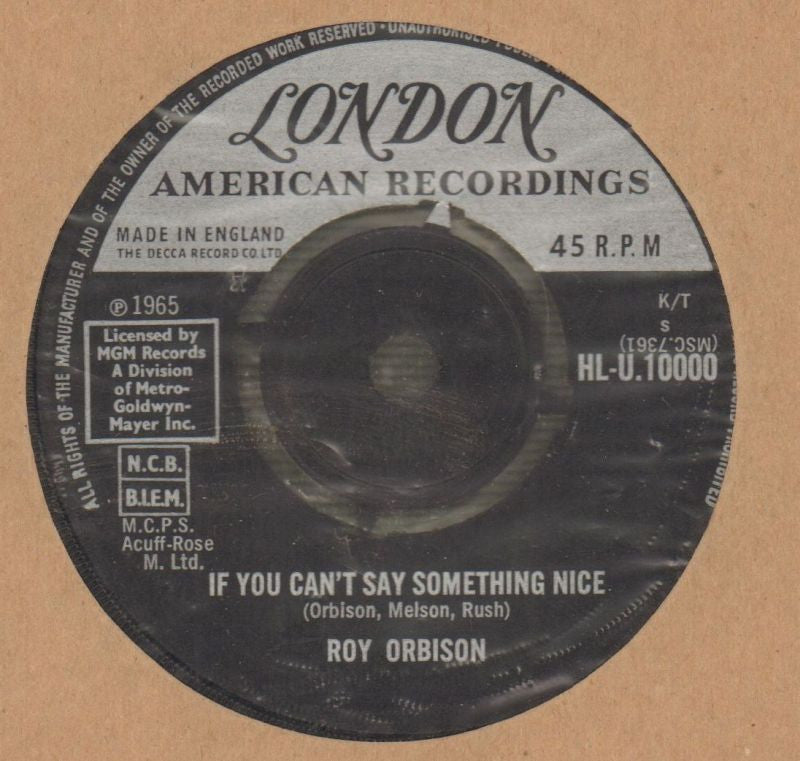 ALL RIGHTS OF THE MANUFACTURER AND OF THE OWNER OF THE RECORDED WORK RESERVED · UNAUTHORISED PUBLIC
PROHIBITED
LONDON
AMERICAN RECORDINGS
MADE IN ENGLAND
THE DECCA RECORD CO. LTD
45 R.P.M
℗ 1965
Licensed by
MGM Records
A Division
of Metro-
Goldwyn-
Mayer Inc.
K/T
S
(MSC.7361)
HL-U.10000
N.C.B.
B.I.E.M.
M.C.P.S.
Acuff-Rose
M. Ltd.
IF YOU CAN'T SAY SOMETHING NICE
(Orbison, Melson, Rush)
ROY ORBISON